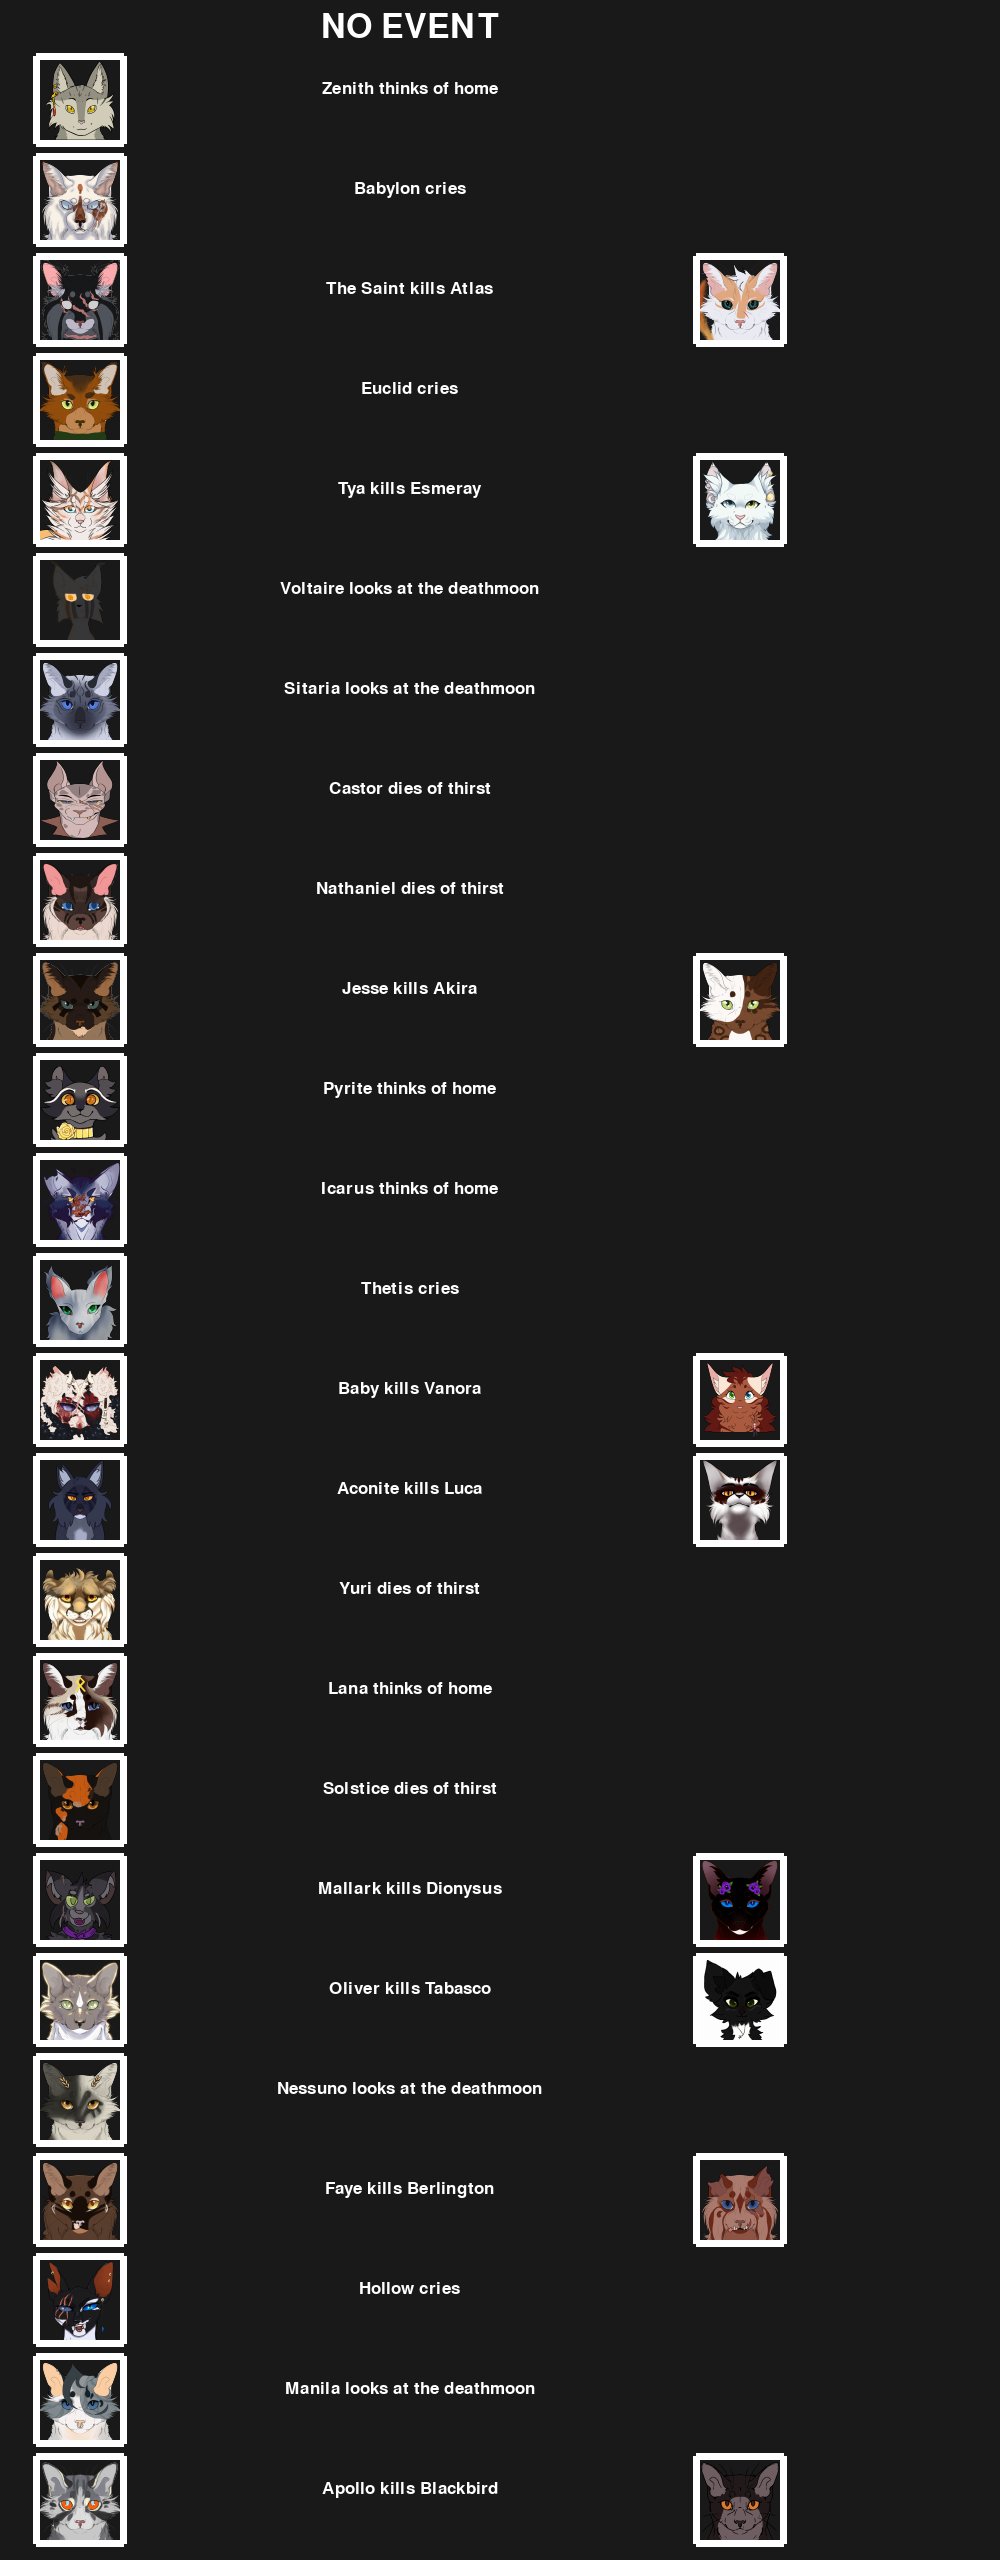 NO EVENT
Zenith thinks of home
Babylon cries
The Saint kills Atlas
Euclid cries
Tya kills Esmeray
Voltaire looks at the deathmoon
Sitaria looks at the deathmoon
Castor dies of thirst
Nathaniel dies of thirst
Jesse kills Akira
Pyrite thinks of home
Icarus thinks of home
Thetis cries
Baby kills Vanora
Aconite kills Luca
Yuri dies of thirst
Lana thinks of home
Solstice dies of thirst
Mallark kills Dionysus
Oliver kills Tabasco
Nessuno looks at the deathmoon
Faye kills Berlington
Hollow cries
Manila looks at the deathmoon
Apollo kills Blackbird